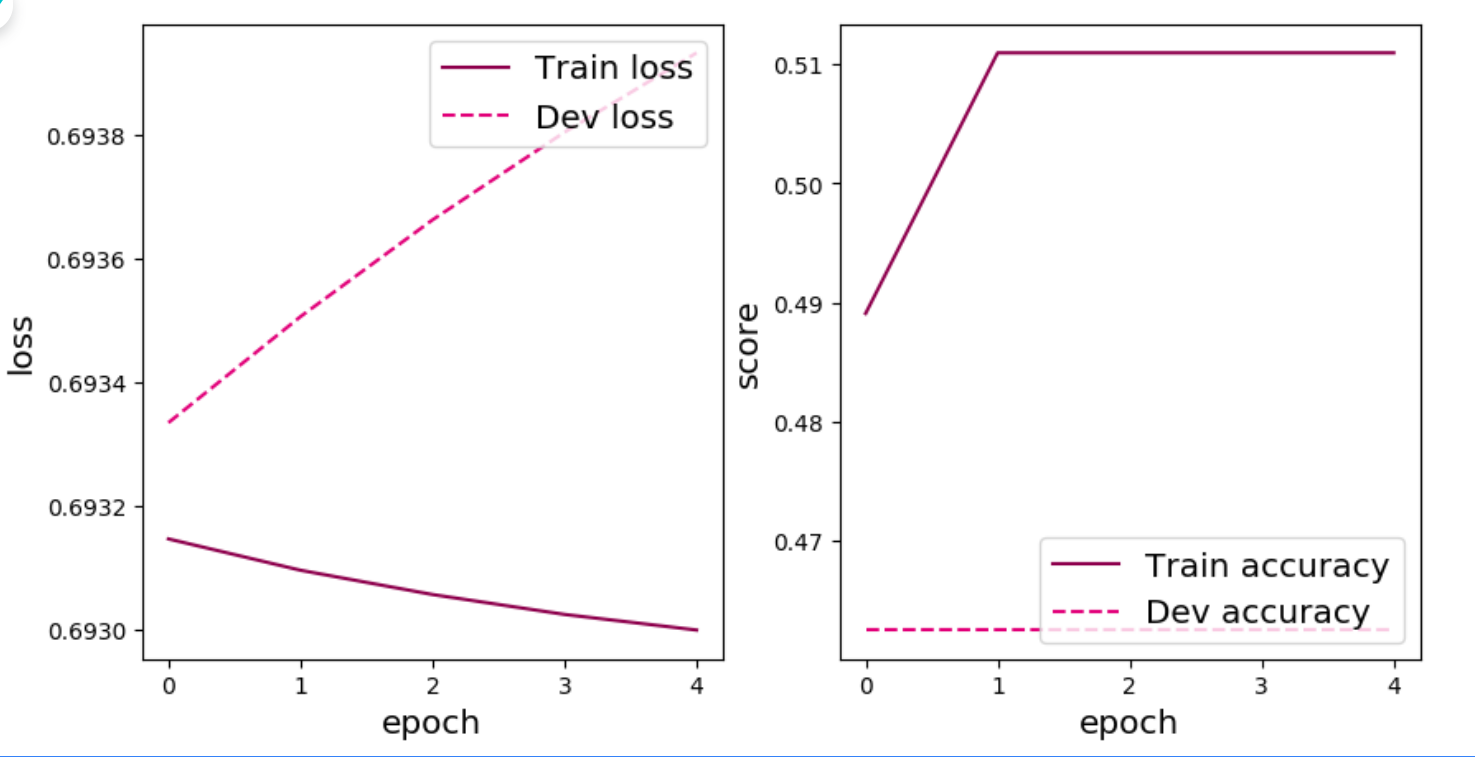 Train loss
Dev loss
0.6938
0.6936
0.6934
0.6932
0.6930
loss
0 1 2 3 4
epoch
0.51
0.50
0.49
0.48
0.47
score
Train accuracy
Dev accuracy
0 1 2 3 4
epoch